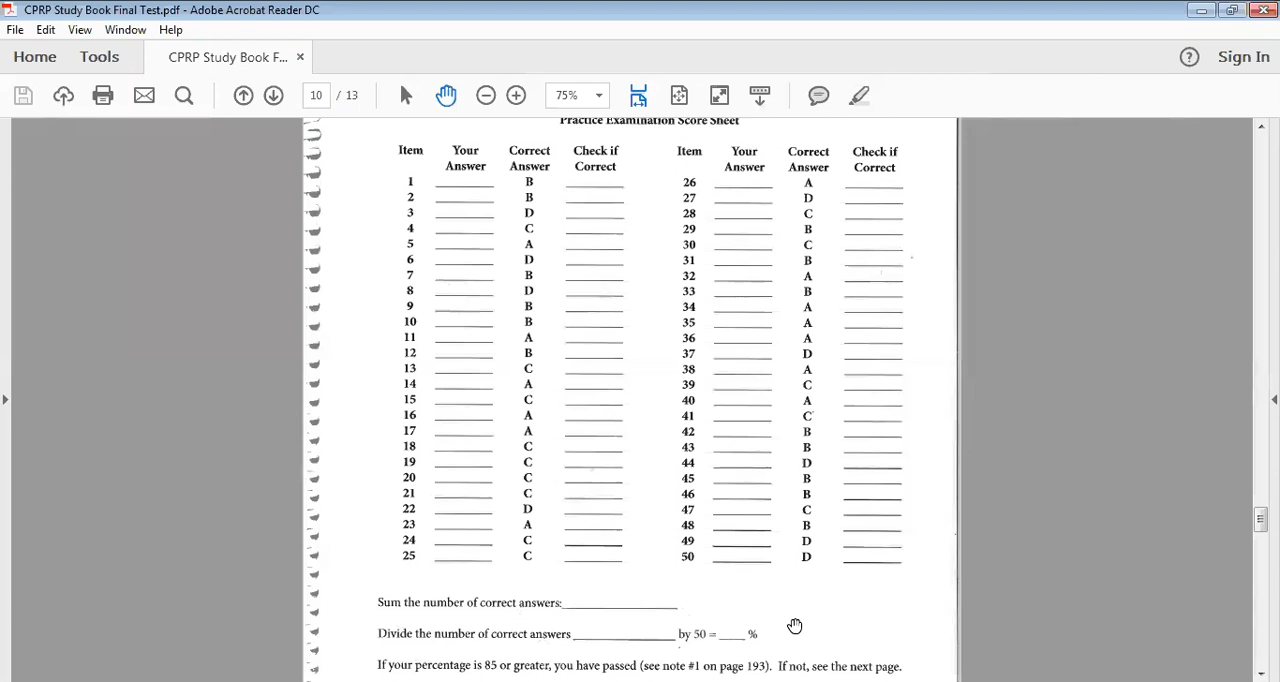 CPRP Study Book Final Test.pdf - Adobe Acrobat Reader DC
File Edit View Window Help
Home Tools CPRP Study Book F... × ? Sign In
10 / 13 75%
Practice Examination Score Sheet
Item Your Answer Correct Answer Check if Correct Item Your Answer Correct Answer Check if Correct
1 B 26 A
2 B 27 D
3 D 28 C
4 C 29 B
5 A 30 C
6 D 31 B
7 B 32 A
8 D 33 B
9 B 34 A
10 B 35 A
11 A 36 A
12 B 37 D
13 C 38 A
14 A 39 C
15 C 40 A
16 A 41 C
17 A 42 B
18 C 43 B
19 C 44 D
20 C 45 B
21 C 46 B
22 D 47 C
23 A 48 B
24 C 49 D
25 C 50 D
Sum the number of correct answers:____________
Divide the number of correct answers ____________ by 50 = ____ %
If your percentage is 85 or greater, you have passed (see note #1 on page 193). If not, see the next page.